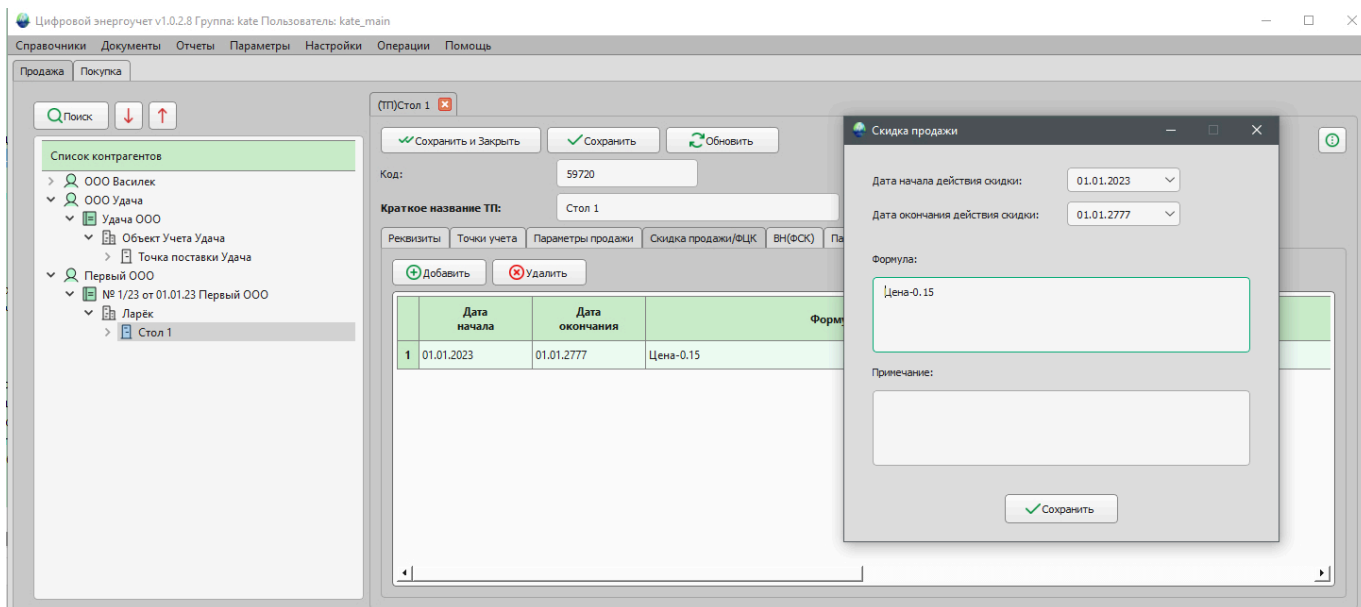 Цифровой энергоучет v1.0.2.8 Группа: kate Пользователь: kate_main
Справочники Документы Отчеты Параметры Настройки Операции Помощь
Продажа Покупка
Поиск
Список контрагентов
ООО Василек
ООО Удача
Удача ООО
Объект Учета Удача
Точка поставки Удача
Первый ООО
№ 1/23 от 01.01.23 Первый ООО
Ларёк
Стол 1
(ТП)Стол 1
Сохранить и Закрыть Сохранить Обновить
Код: 59720
Краткое название ТП: Стол 1
Реквизиты Точки учета Параметры продажи Скидка продажи/ФЦК ВН(ФСК)
Добавить Удалить
Дата начала Дата окончания
1 01.01.2023 01.01.2777 Цена-0.15
Скидка продажи
Дата начала действия скидки: 01.01.2023
Дата окончания действия скидки: 01.01.2777
Формула:
Цена-0.15
Примечание:
Сохранить